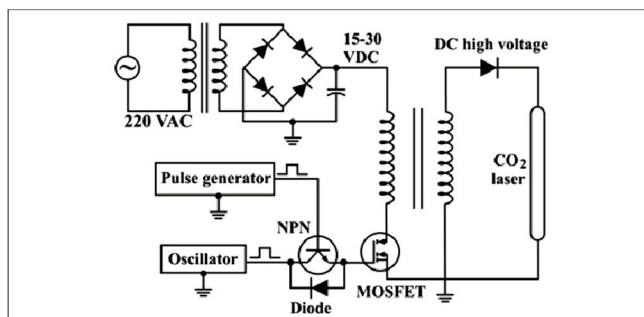 15-30
VDC
DC high voltage
220 VAC
CO2
laser
Pulse generator
NPN
Oscillator
MOSFET
Diode